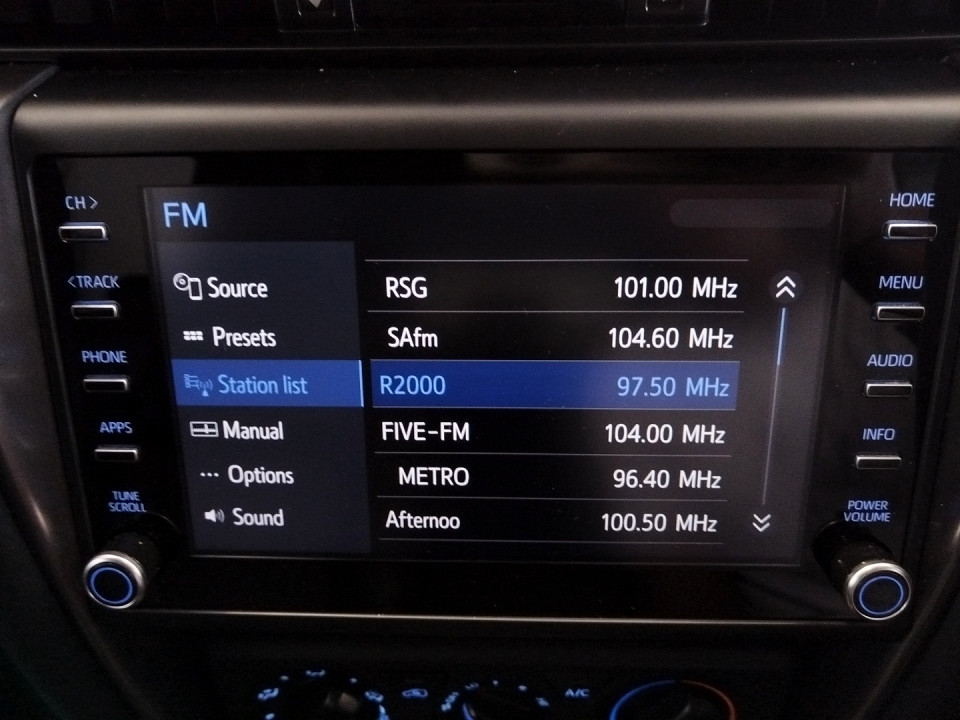 CH >
HOME
FM
<TRACK
Source
RSG 101.00 MHz
MENU
Presets
SAfm 104.60 MHz
PHONE
Station list
R2000 97.50 MHz
AUDIO
APPS
Manual
FIVE-FM 104.00 MHz
INFO
Options
METRO 96.40 MHz
TUNE
SCROLL
Sound
Afternoo 100.50 MHz
POWER
VOLUME
A/C